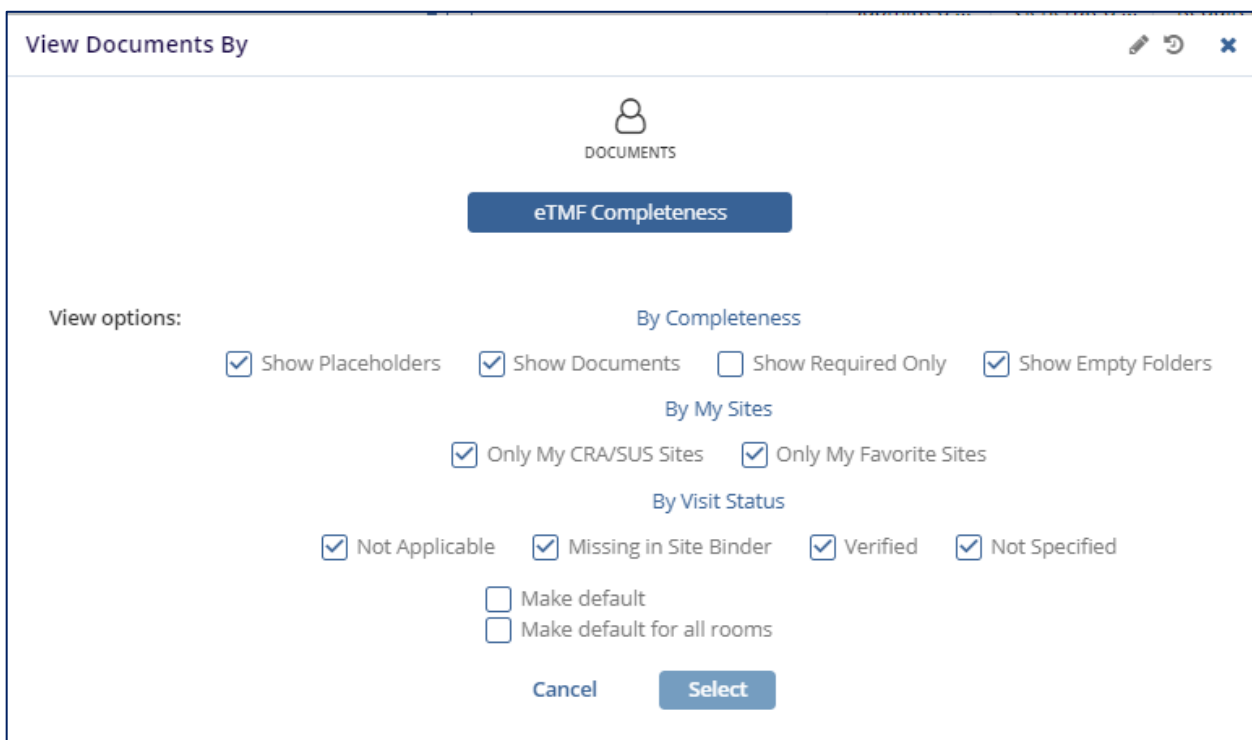 View Documents By
DOCUMENTS
eTMF Completeness
View options: By Completeness
Show Placeholders Show Documents Show Required Only Show Empty Folders
By My Sites
Only My CRA/SUS Sites Only My Favorite Sites
By Visit Status
Not Applicable Missing in Site Binder Verified Not Specified
Make default
Make default for all rooms
Cancel Select